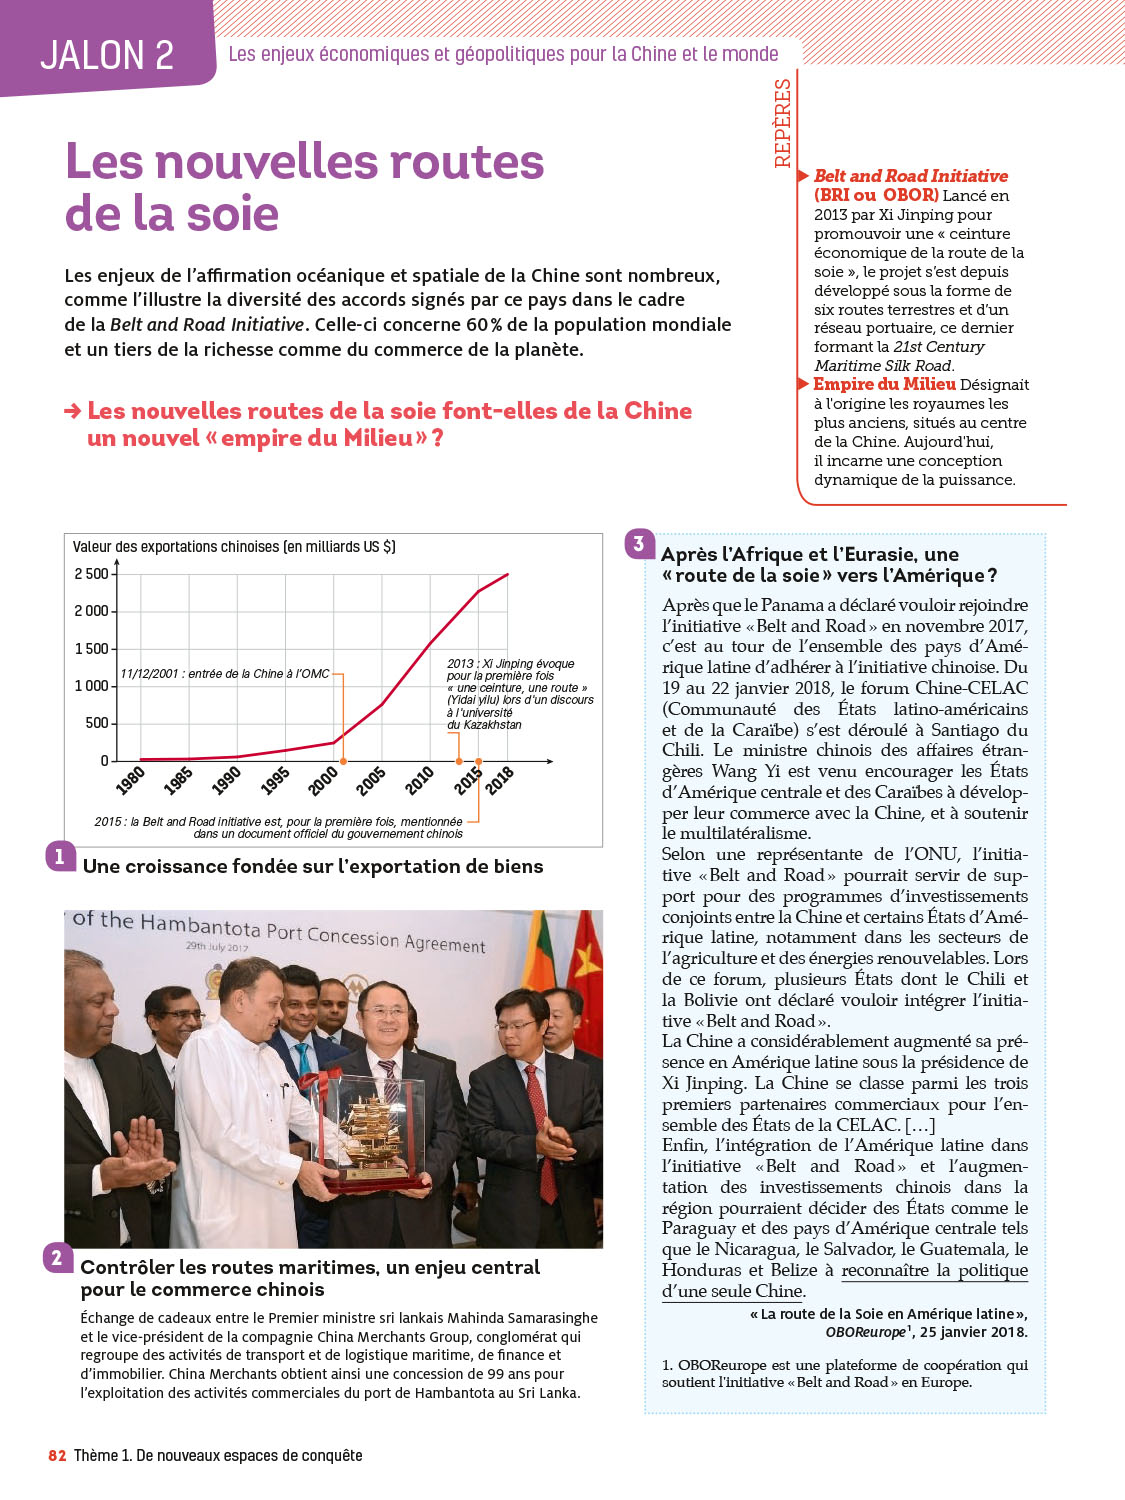 JALON 2
Les enjeux économiques et géopolitiques pour la Chine et le monde
Les nouvelles routes
de la soie
Les enjeux de l'affirmation océanique et spatiale de la Chine sont nombreux,
comme l'illustre la diversité des accords signés par ce pays dans le cadre
de la Belt and Road Initiative. Celle-ci concerne 60 % de la population mondiale
et un tiers de la richesse comme du commerce de la planète.
→ Les nouvelles routes de la soie font-elles de la Chine
un nouvel « empire du Milieu » ?
REPÈRES
Belt and Road Initiative
(BRI ou OBOR) Lancé en
2013 par Xi Jinping pour
promouvoir une « ceinture
économique de la route de la
soie », le projet s'est depuis
développé sous la forme de
six routes terrestres et d'un
réseau portuaire, ce dernier
formant la 21st Century
Maritime Silk Road.
Empire du Milieu Désignait
à l'origine les royaumes les
plus anciens, situés au centre
de la Chine. Aujourd'hui,
il incarne une conception
dynamique de la puissance.
Valeur des exportations chinoises (en milliards US $)
2 500
2 000
1 500
1 000
500
0
11/12/2001 : entrée de la Chine à l'OMC
2013 : Xi Jinping évoque
pour la première fois
« une ceinture, une route »
(Yidai yilu) lors d'un discours
à l'université
du Kazakhstan
1980
1985
1990
1995
2000
2005
2010
2015
2018
2015 : la Belt and Road initiative est, pour la première fois, mentionnée
dans un document officiel du gouvernement chinois
1 Une croissance fondée sur l'exportation de biens
of the Hambantota Port Concession Agreement
29th July 2017
2 Contrôler les routes maritimes, un enjeu central
pour le commerce chinois
Échange de cadeaux entre le Premier ministre sri lankais Mahinda Samarasinghe
et le vice-président de la compagnie China Merchants Group, conglomérat qui
regroupe des activités de transport et de logistique maritime, de finance et
d'immobilier. China Merchants obtient ainsi une concession de 99 ans pour
l'exploitation des activités commerciales du port de Hambantota au Sri Lanka.
3 Après l'Afrique et l'Eurasie, une
« route de la soie » vers l'Amérique ?
Après que le Panama a déclaré vouloir rejoindre
l'initiative « Belt and Road » en novembre 2017,
c'est au tour de l'ensemble des pays d'Amé-
rique latine d'adhérer à l'initiative chinoise. Du
19 au 22 janvier 2018, le forum Chine-CELAC
(Communauté des États latino-américains
et de la Caraïbe) s'est déroulé à Santiago du
Chili. Le ministre chinois des affaires étran-
gères Wang Yi est venu encourager les États
d'Amérique centrale et des Caraïbes à dévelop-
per leur commerce avec la Chine, et à soutenir
le multilatéralisme.
Selon une représentante de l'ONU, l'initia-
tive « Belt and Road » pourrait servir de sup-
port pour des programmes d'investissements
conjoints entre la Chine et certains États d'Amé-
rique latine, notamment dans les secteurs de
l'agriculture et des énergies renouvelables. Lors
de ce forum, plusieurs États dont le Chili et
la Bolivie ont déclaré vouloir intégrer l'initia-
tive « Belt and Road ».
La Chine a considérablement augmenté sa pré-
sence en Amérique latine sous la présidence de
Xi Jinping. La Chine se classe parmi les trois
premiers partenaires commerciaux pour l'en-
semble des États de la CELAC. […]
Enfin, l'intégration de l'Amérique latine dans
l'initiative « Belt and Road » et l'augmen-
tation des investissements chinois dans la
région pourraient décider des États comme le
Paraguay et des pays d'Amérique centrale tels
que le Nicaragua, le Salvador, le Guatemala, le
Honduras et Belize à reconnaître la politique
d'une seule Chine.
« La route de la Soie en Amérique latine »,
OBOReurope¹, 25 janvier 2018.
1. OBOReurope est une plateforme de coopération qui
soutient l'initiative « Belt and Road » en Europe.
82 Thème 1. De nouveaux espaces de conquête